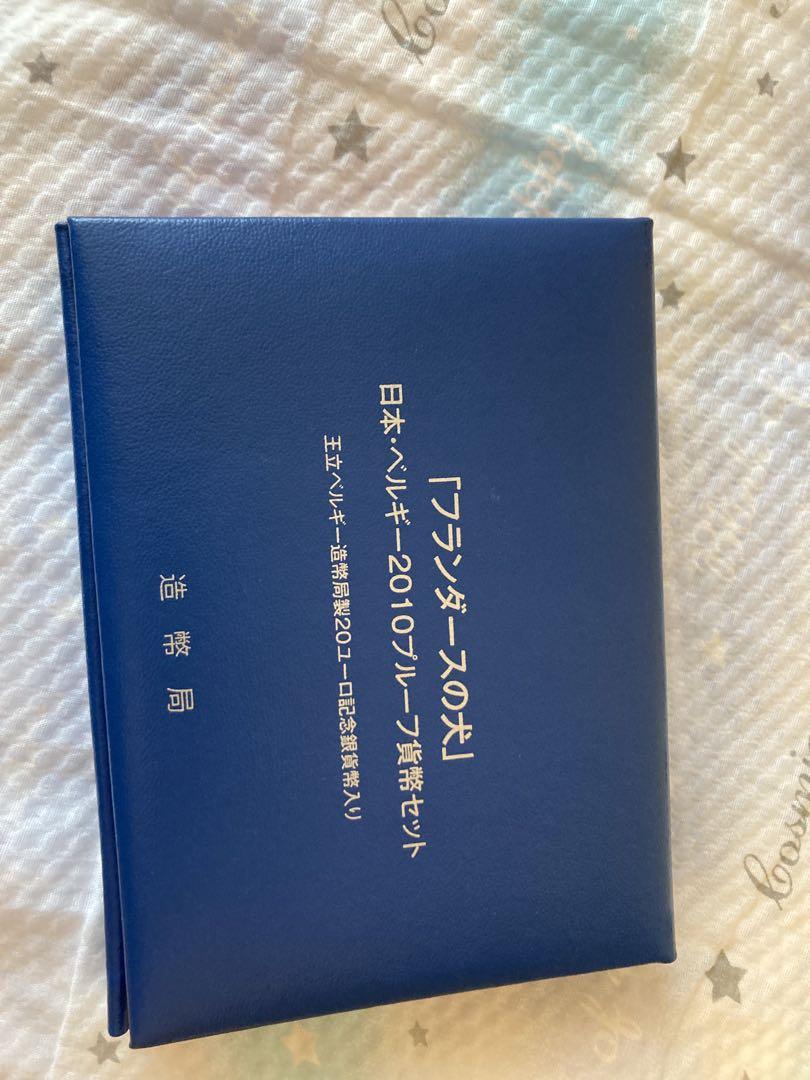 「フランダースの犬」
日本・ベルギー2010プルーフ貨幣セット
王立ベルギー造幣局製20ユーロ記念銀貨幣入り
造幣局